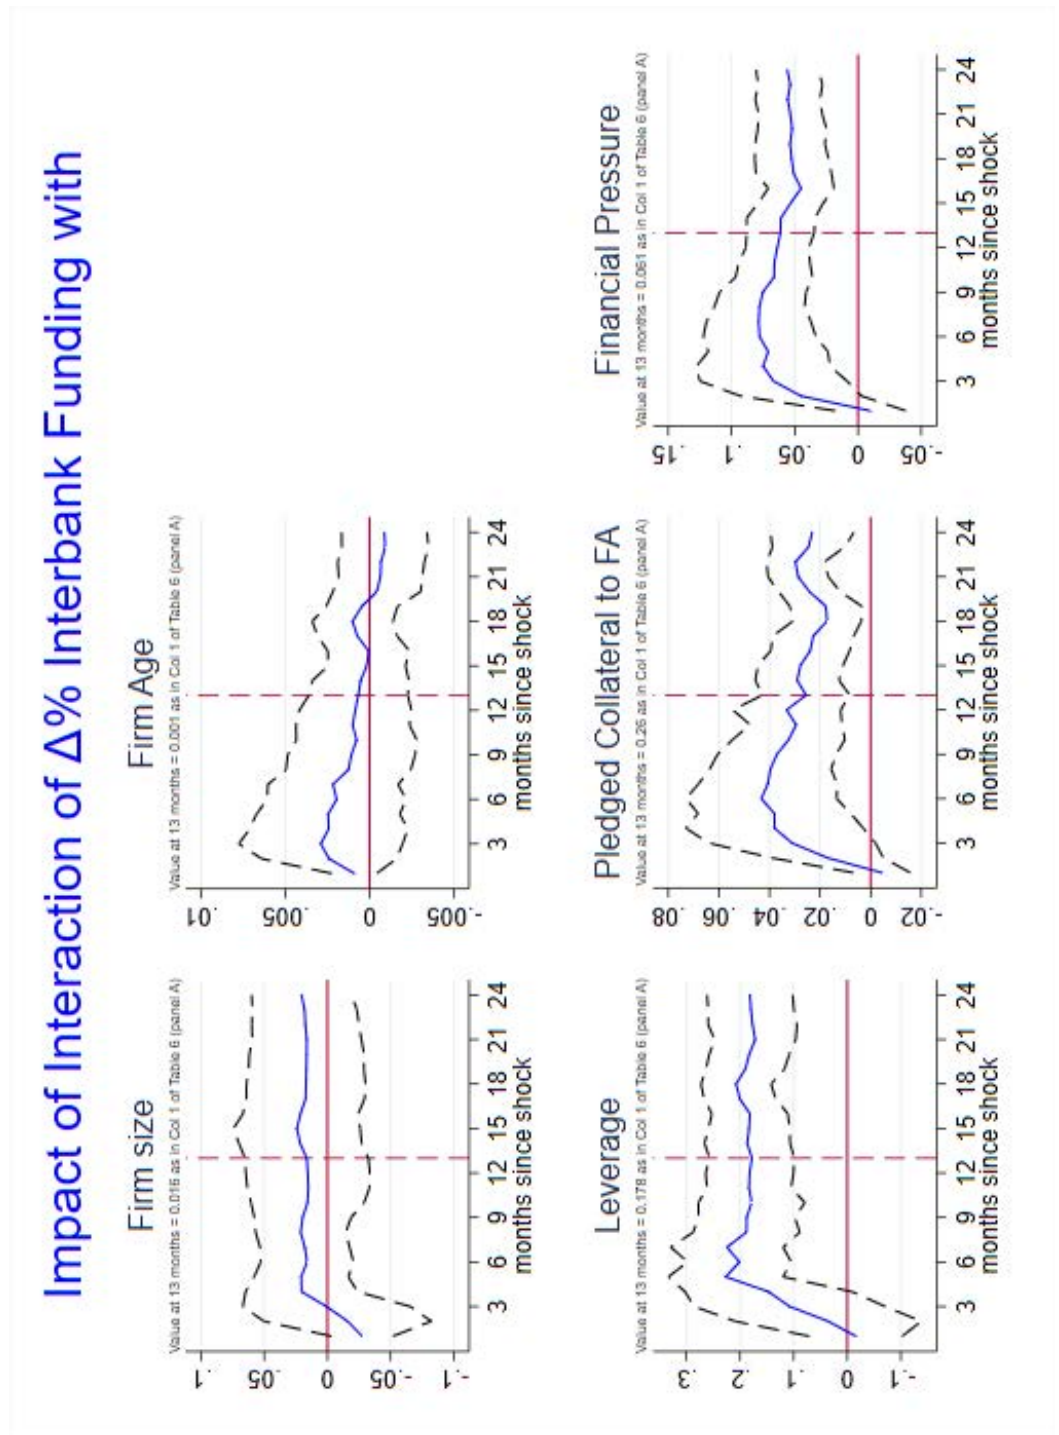 Impact of Interaction of Δ% Interbank Funding with
Firm size
Value at 13 months = 0.016 as in Col 1 of Table 6 (panel A)
.1
.05
0
-.05
-.1
3 6 9 12 15 18 21 24
months since shock
Firm Age
Value at 13 months = 0.001 as in Col 1 of Table 6 (panel A)
.01
.005
0
-.005
3 6 9 12 15 18 21 24
months since shock
Leverage
Value at 13 months = 0.178 as in Col 1 of Table 6 (panel A)
.3
.2
.1
0
-.1
3 6 9 12 15 18 21 24
months since shock
Pledged Collateral to FA
Value at 13 months = 0.26 as in Col 1 of Table 6 (panel A)
.08
.06
.04
.02
0
-.02
3 6 9 12 15 18 21 24
months since shock
Financial Pressure
Value at 13 months = 0.061 as in Col 1 of Table 6 (panel A)
.15
.1
.05
0
-.05
3 6 9 12 15 18 21 24
months since shock